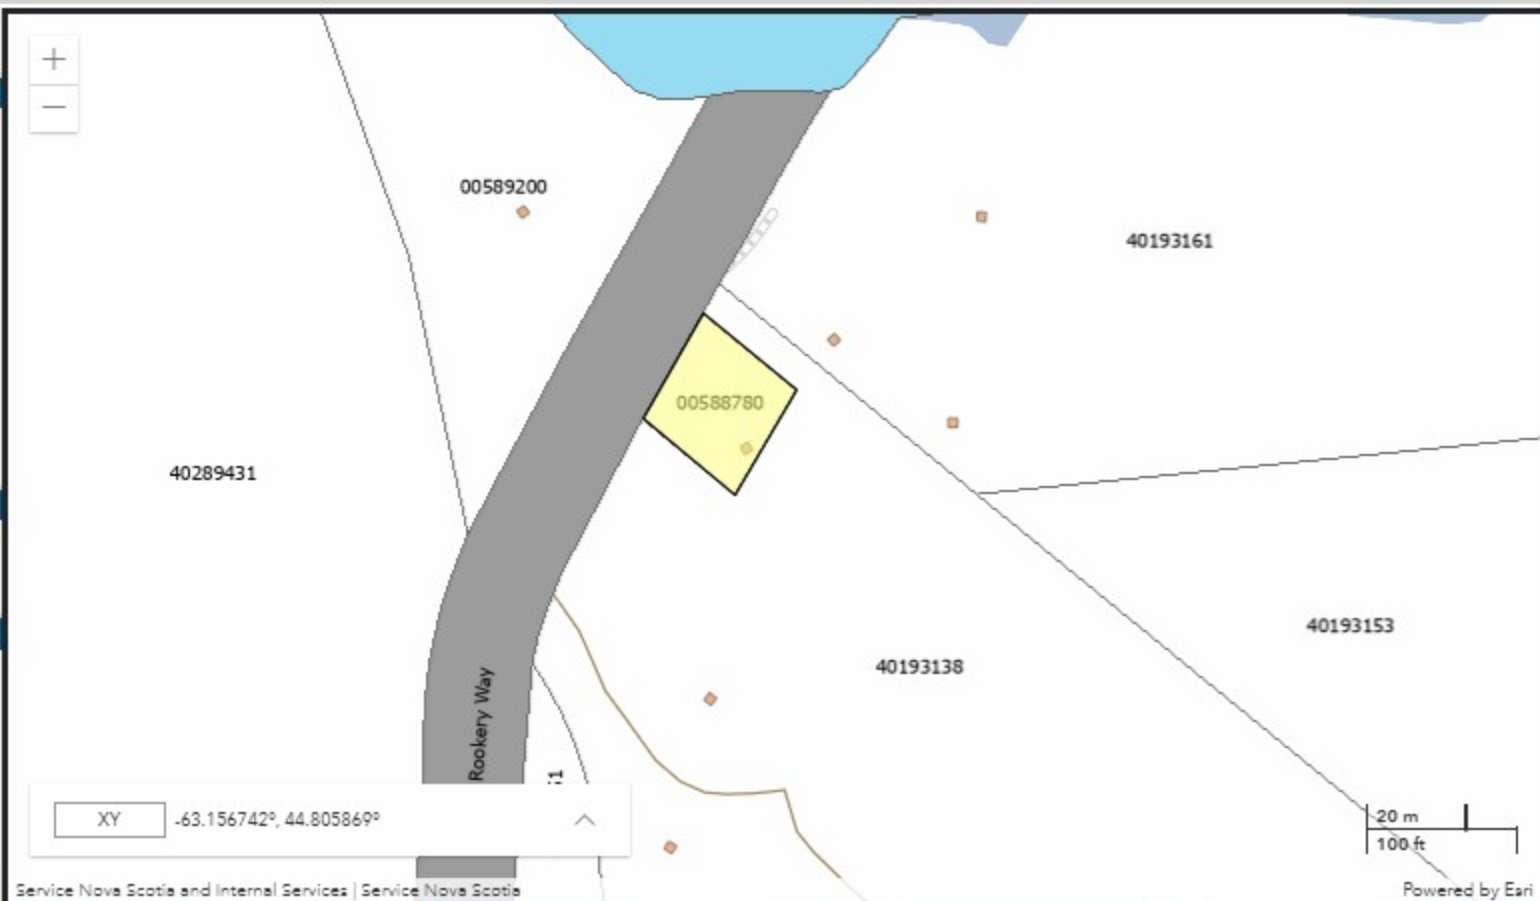 +
−
00589200
40193161
00588780
40289431
40193153
40193138
Rookery Way
XY
-63.156742°, 44.805869°
20 m
100 ft
Service Nova Scotia and Internal Services | Service Nova Scotia
Powered by Esri